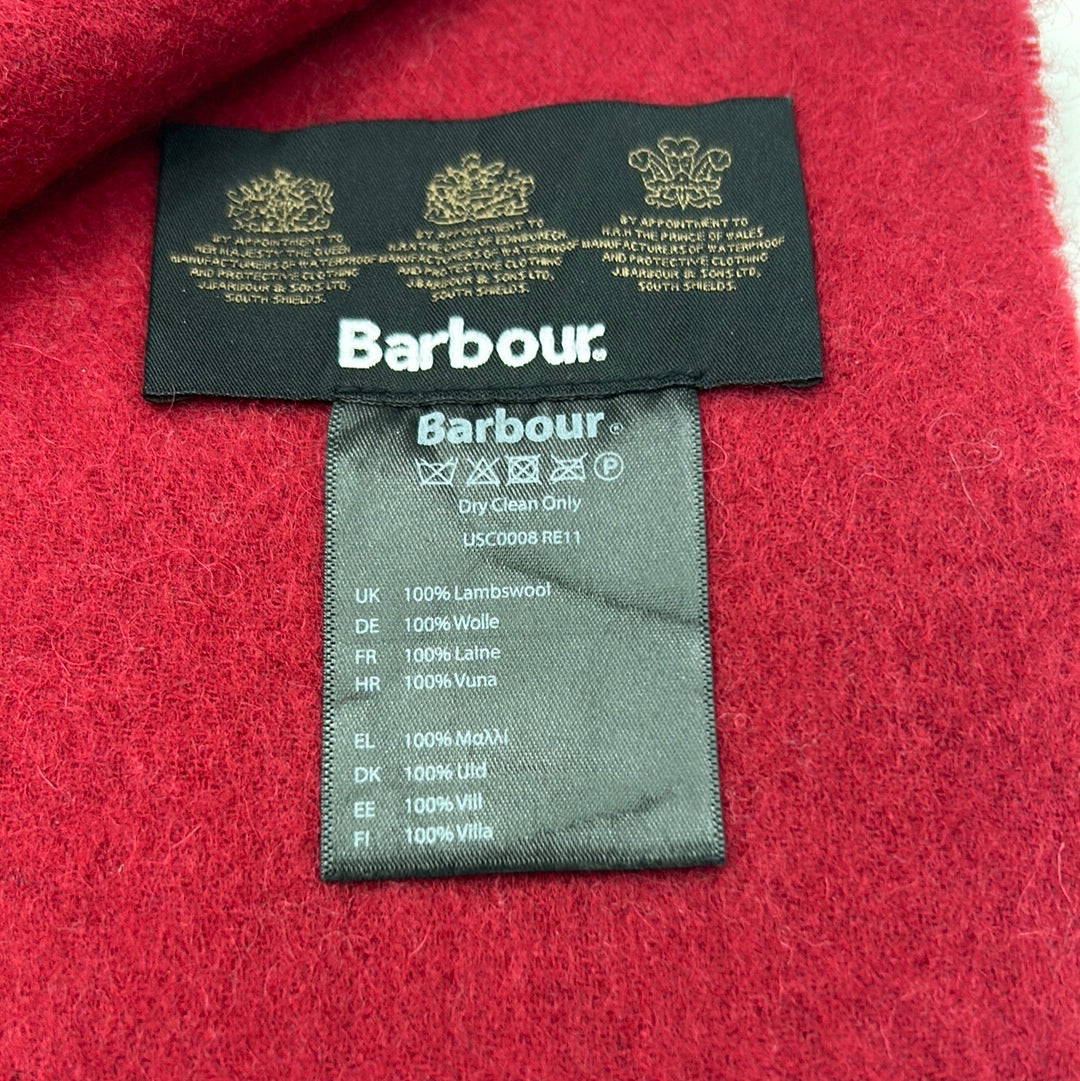 BY APPOINTMENT TO
HER MAJESTY THE QUEEN
MANUFACTURERS OF WATERPROOF
AND PROTECTIVE CLOTHING
J.BARBOUR & SONS LTD,
SOUTH SHIELDS.
BY APPOINTMENT TO
H.R.H THE DUKE OF EDINBURGH
MANUFACTURERS OF WATERPROOF
AND PROTECTIVE CLOTHING
J.BARBOUR & SONS LTD,
SOUTH SHIELDS.
BY APPOINTMENT TO
H.R.H THE PRINCE OF WALES
MANUFACTURERS OF WATERPROOF
AND PROTECTIVE CLOTHING
J.BARBOUR & SONS LTD.
SOUTH SHIELDS.
Barbour®
Barbour®
P
Dry Clean Only
USC0008 RE11
UK 100% Lambswool
DE 100% Wolle
FR 100% Laine
HR 100% Vuna
EL 100% Μαλλί
DK 100% Uld
EE 100% Vill
FI 100% Villa